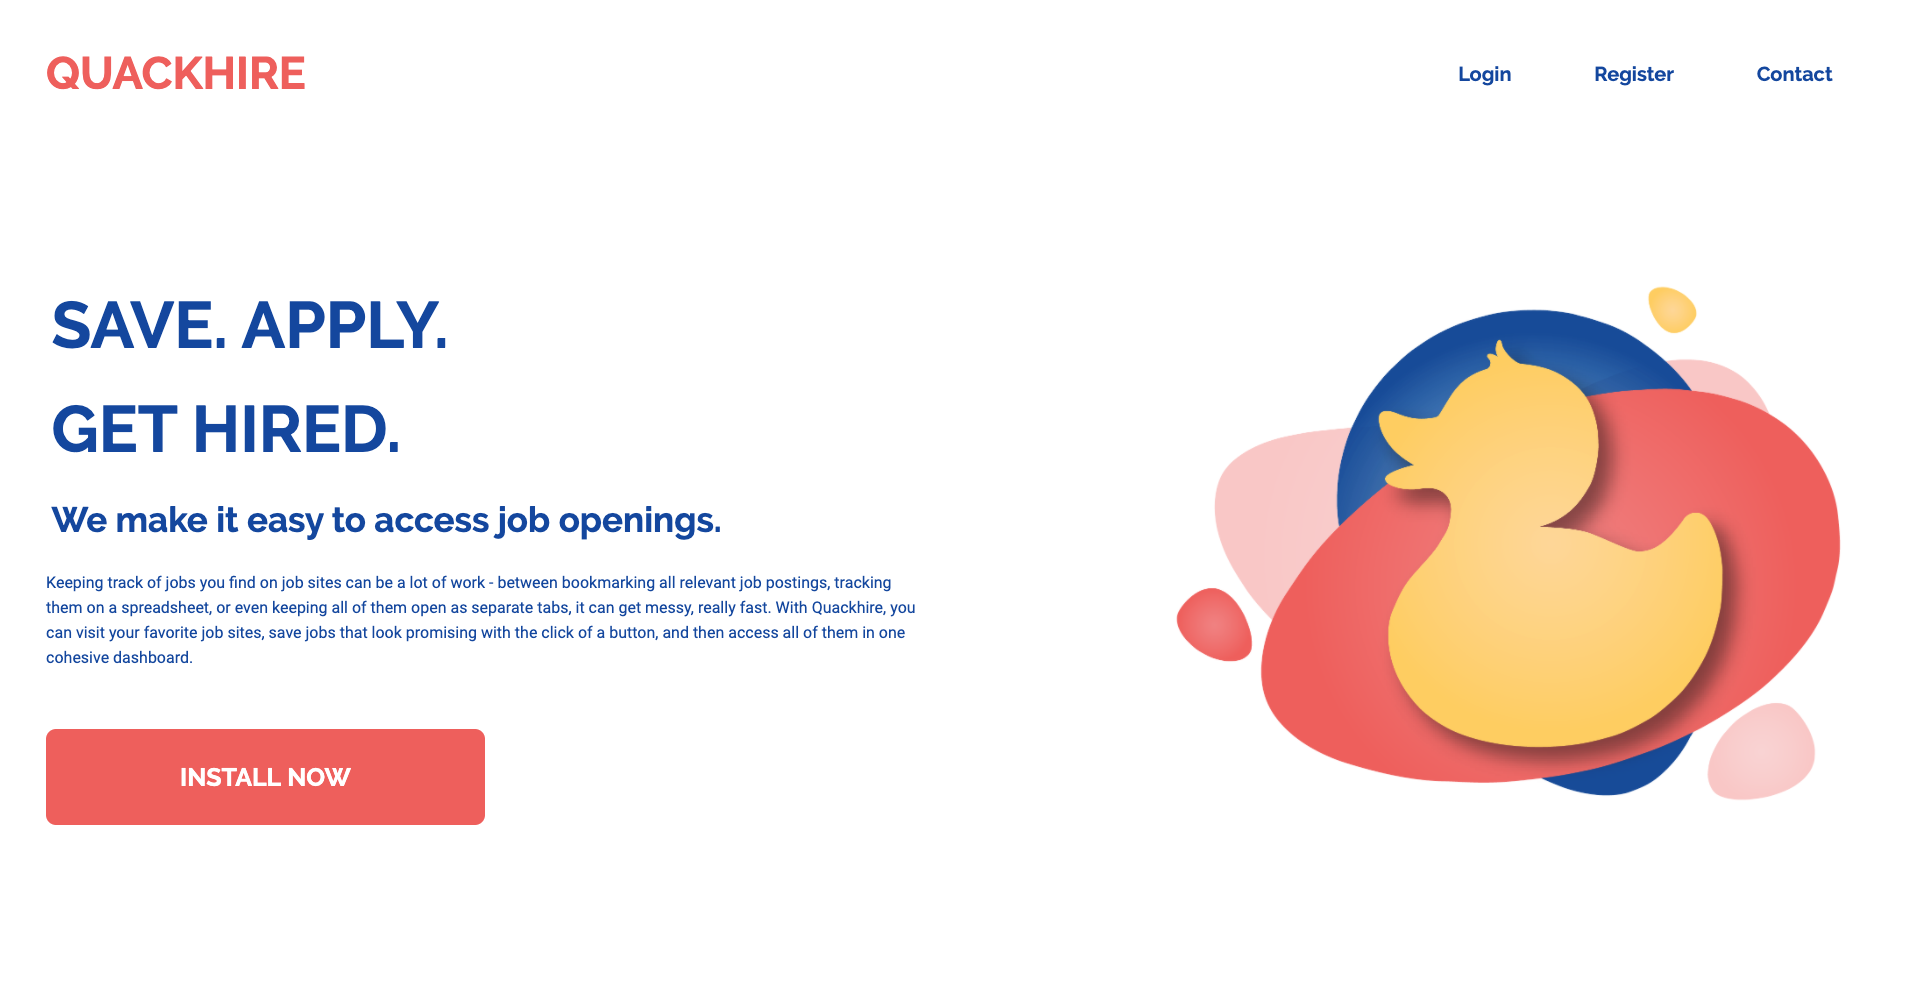 QUACKHIRE
Login
Register
Contact
SAVE. APPLY.
GET HIRED.
We make it easy to access job openings.
Keeping track of jobs you find on job sites can be a lot of work - between bookmarking all relevant job postings, tracking
them on a spreadsheet, or even keeping all of them open as separate tabs, it can get messy, really fast. With Quackhire, you
can visit your favorite job sites, save jobs that look promising with the click of a button, and then access all of them in one
cohesive dashboard.
INSTALL NOW